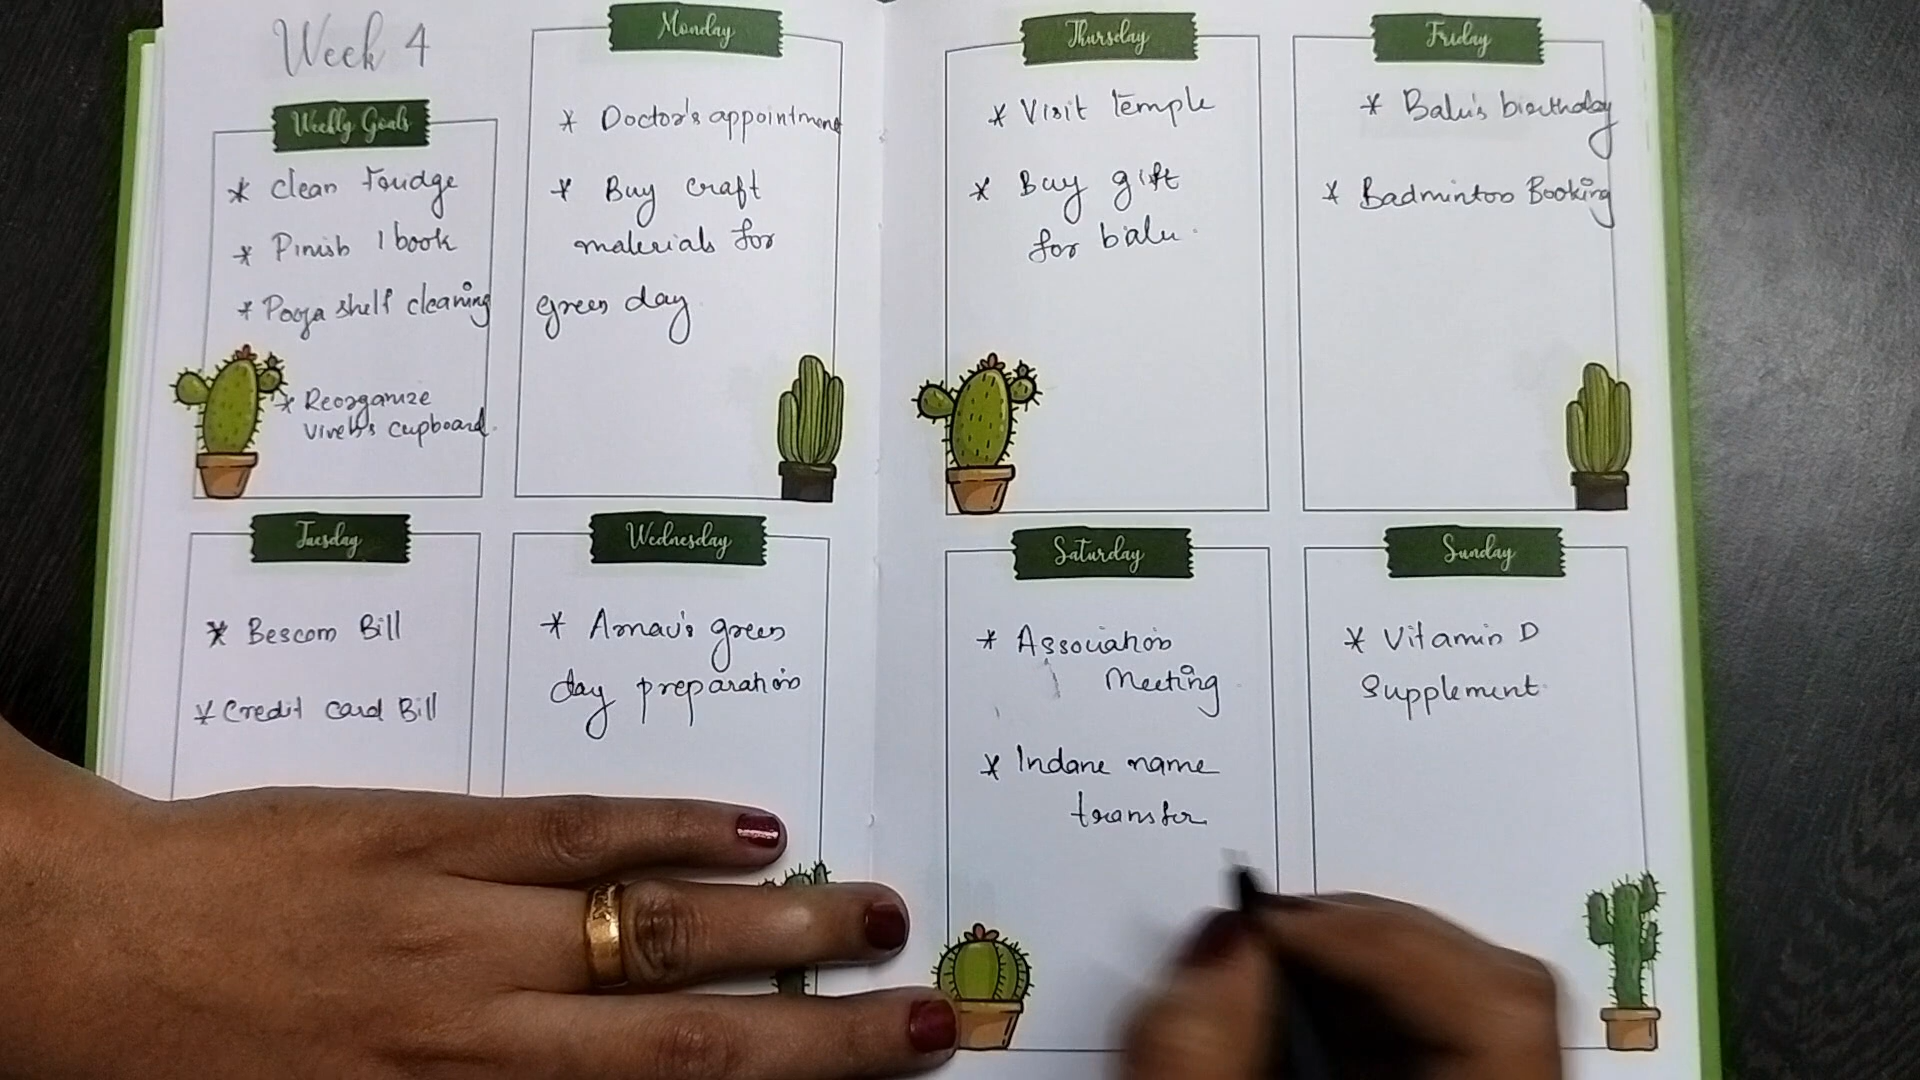 Week 4
Weekly Goals
* Clean Fridge
* Finish 1 book
* Pooja shelf cleaning
* Reorganize
cupboard.
Monday
* Doctor's appointment
* Buy craft
materials for
green day
Tuesday
* Bescom Bill
* Credit Card Bill
Wednesday
* Arnav's green
day preparation
Thursday
* Visit Temple
* Buy gift
for balu.
Friday
* Balu's birthday
* Badminton Booking
Saturday
* Association
Meeting
* Indane name
transfer
Sunday
* Vitamin D
Supplement